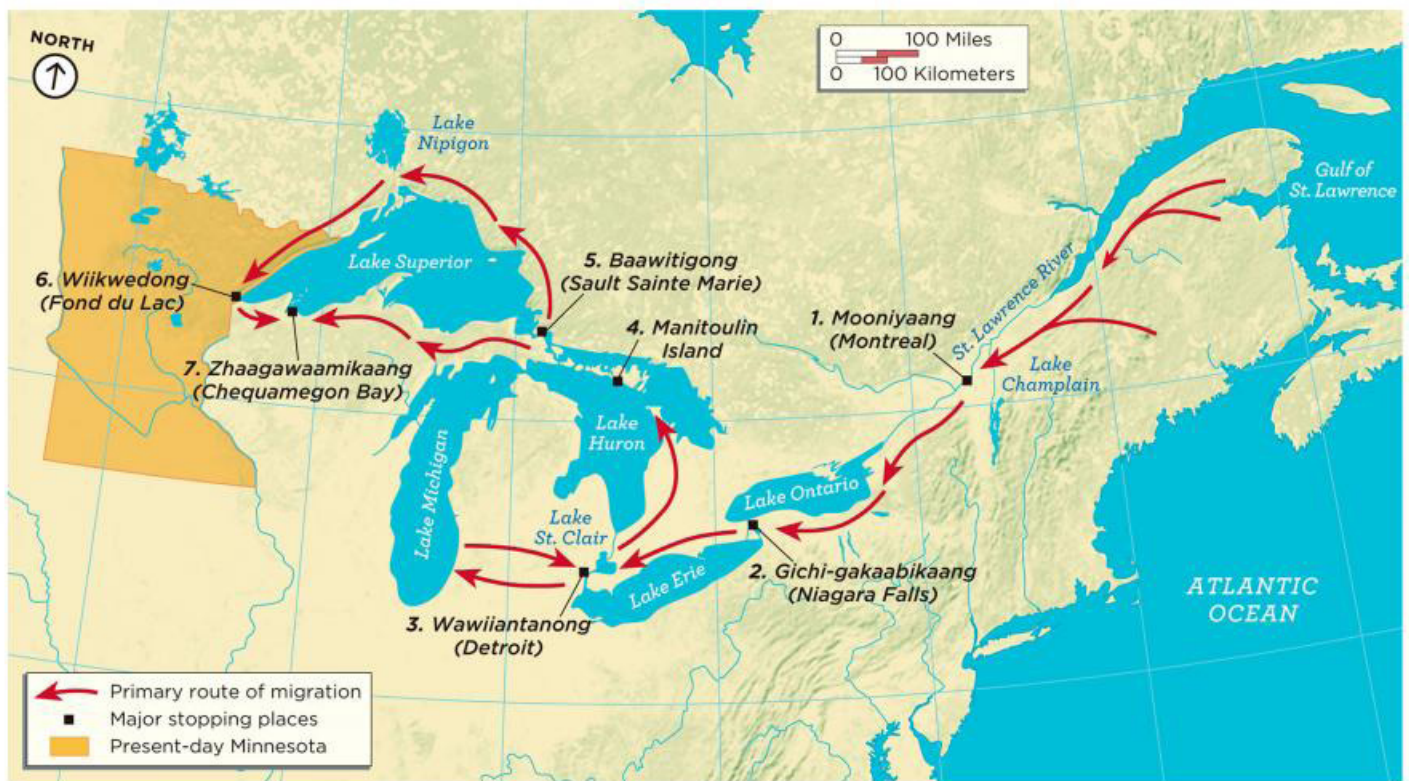 NORTH
0 100 Miles
0 100 Kilometers
Lake
Nipigon
Gulf of
St. Lawrence
Lake Superior
5. Baawitigong
(Sault Sainte Marie)
6. Wiikwedong
(Fond du Lac)
4. Manitoulin
Island
1. Mooniyaang
(Montreal)
St. Lawrence River
7. Zhaagawaamikaang
(Chequamegon Bay)
Lake
Champlain
Lake
Huron
Lake Michigan
Lake Ontario
Lake
St. Clair
Lake Erie
2. Gichi-gakaabikaang
(Niagara Falls)
3. Wawiiantanong
(Detroit)
ATLANTIC
OCEAN
Primary route of migration
Major stopping places
Present-day Minnesota